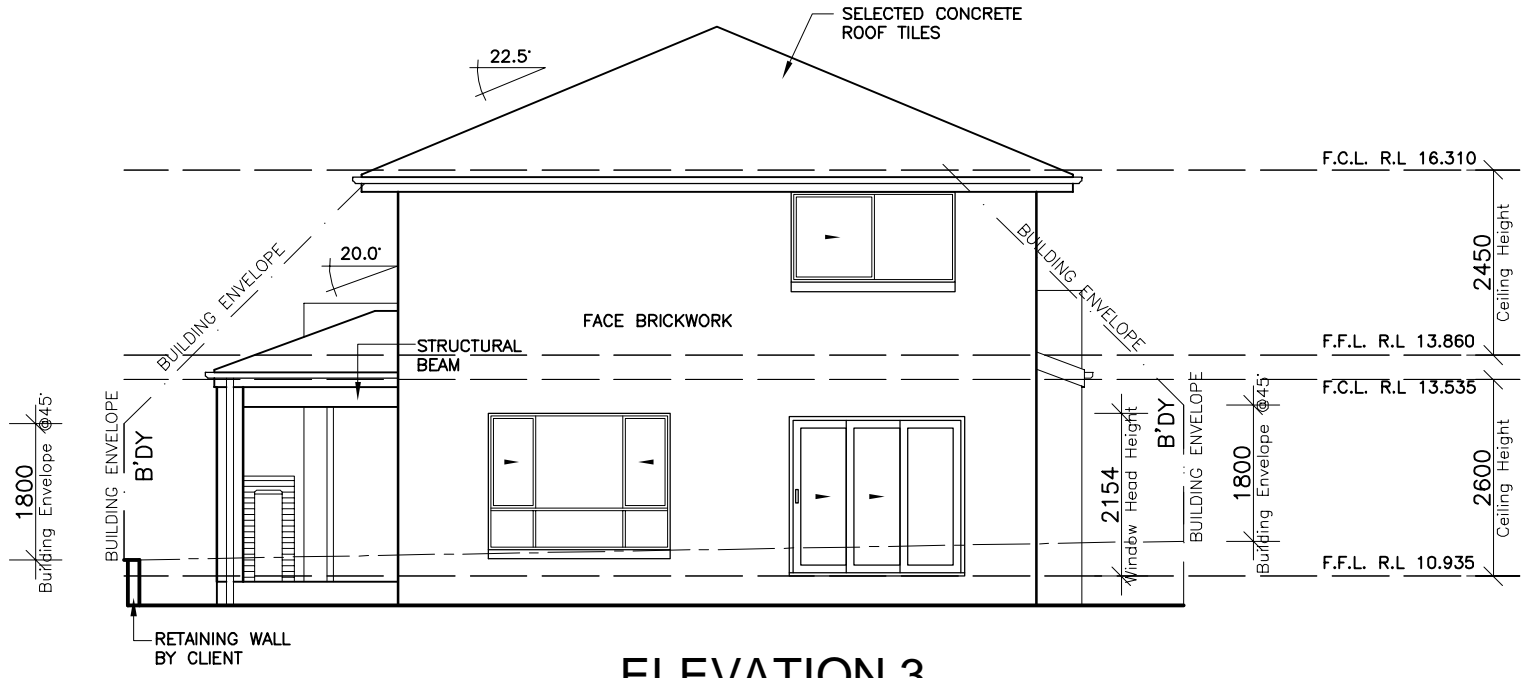 SELECTED CONCRETE
ROOF TILES
22.5°
F.C.L. R.L 16.310
BUILDING ENVELOPE
BUILDING ENVELOPE
20.0°
2450
Ceiling Height
FACE BRICKWORK
STRUCTURAL
BEAM
F.F.L. R.L 13.860
F.C.L. R.L 13.535
1800
Building Envelope @45°
BUILDING ENVELOPE
B'DY
2154
Window Head Height
B'DY
BUILDING ENVELOPE
1800
Building Envelope @45°
2600
Ceiling Height
F.F.L. R.L 10.935
RETAINING WALL
BY CLIENT
ELEVATION 3